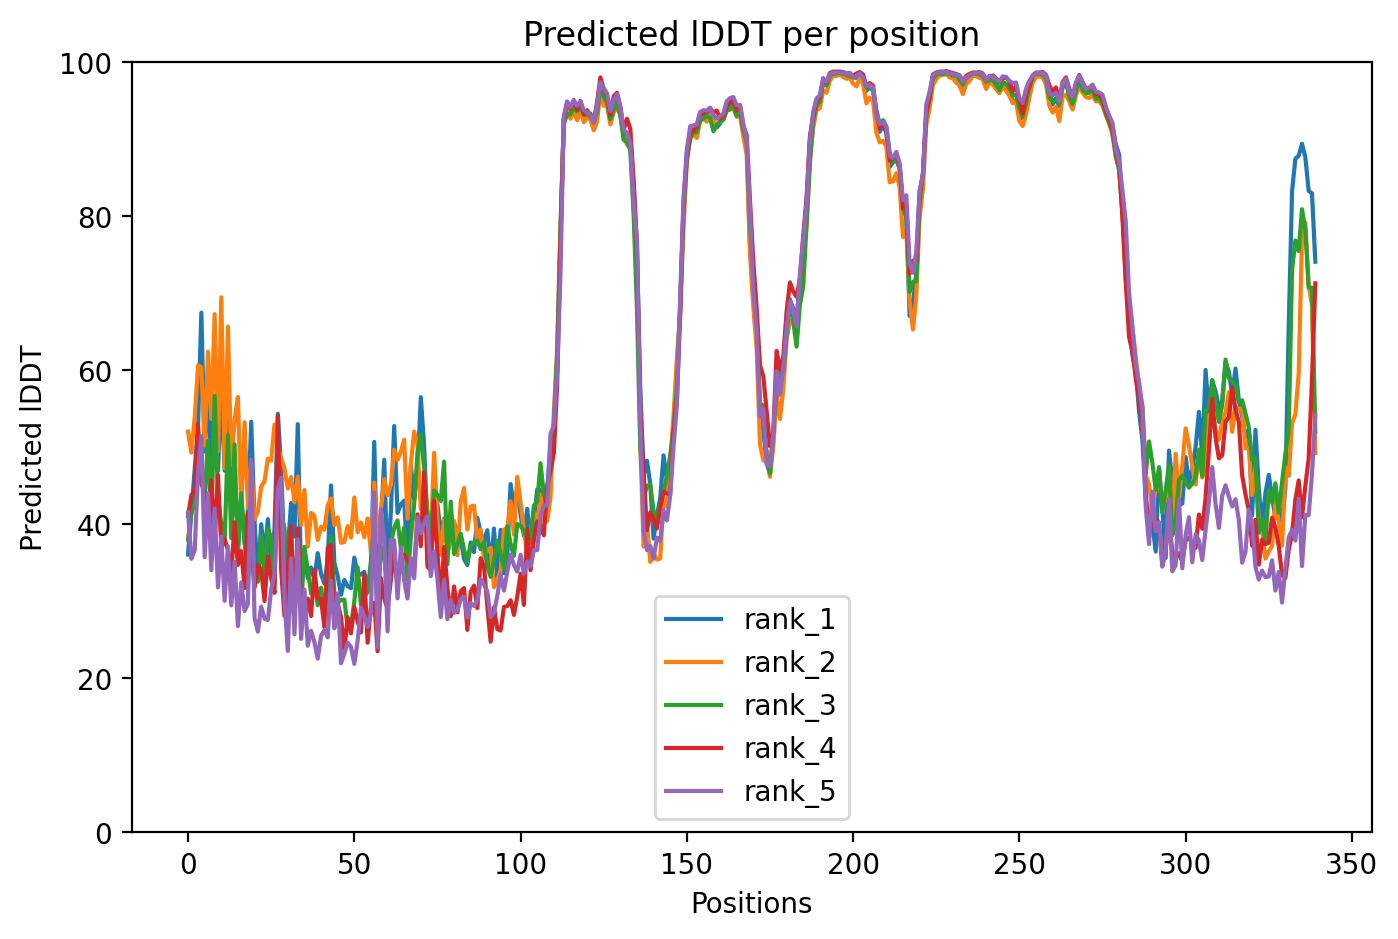 Predicted lDDT per position
Predicted lDDT
100
80
60
40
20
0
rank_1
rank_2
rank_3
rank_4
rank_5
0 50 100 150 200 250 300 350
Positions